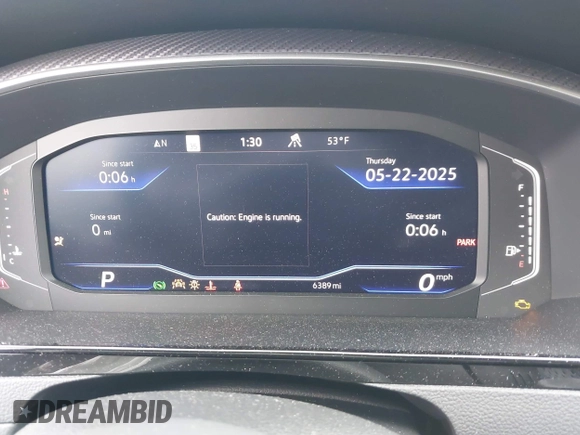 N 1:30 53°F
Since start
0:06 h
Thursday
05-22-2025
Since start
0 mi
Caution: Engine is running.
Since start
0:06 h
PARK
H
C
F
E
P
6389 mi
0 mph
DREAMBID